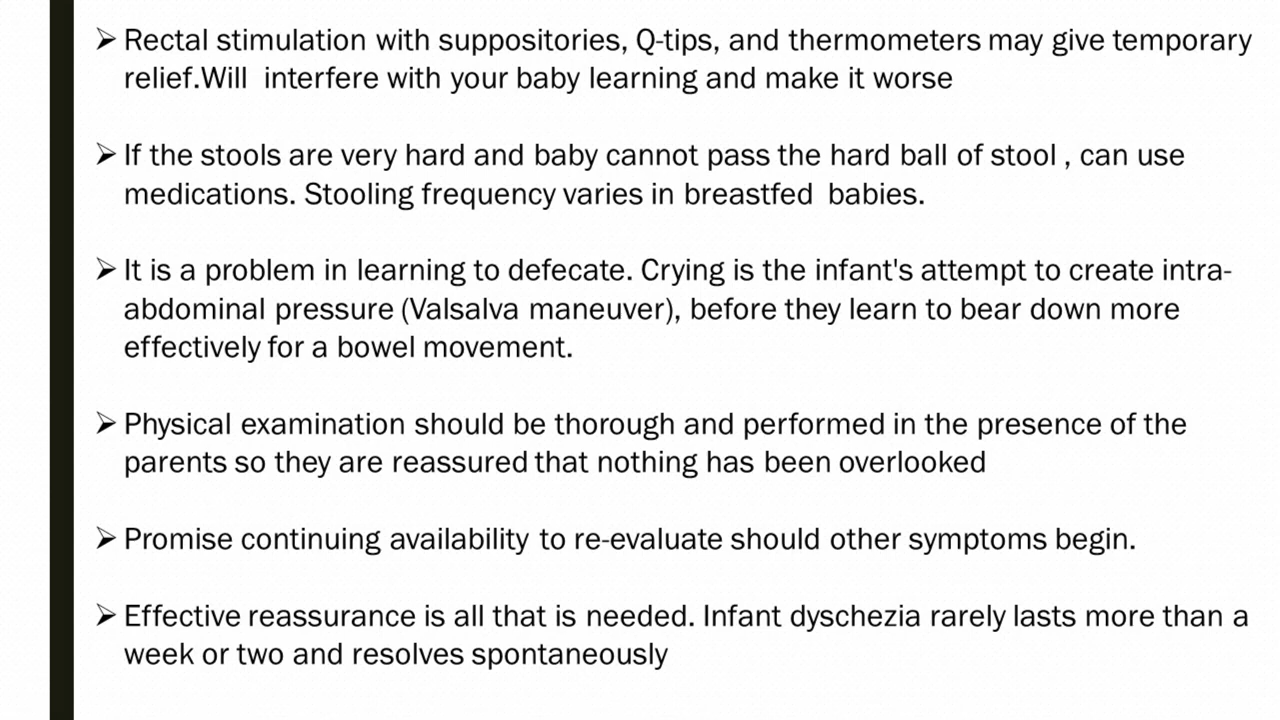 ➢ Rectal stimulation with suppositories, Q-tips, and thermometers may give temporary
relief.Will  interfere with your baby learning and make it worse
➢ If the stools are very hard and baby cannot pass the hard ball of stool , can use
medications. Stooling frequency varies in breastfed  babies.
➢ It is a problem in learning to defecate. Crying is the infant's attempt to create intra-
abdominal pressure (Valsalva maneuver), before they learn to bear down more
effectively for a bowel movement.
➢ Physical examination should be thorough and performed in the presence of the
parents so they are reassured that nothing has been overlooked
➢ Promise continuing availability to re-evaluate should other symptoms begin.
➢ Effective reassurance is all that is needed. Infant dyschezia rarely lasts more than a
week or two and resolves spontaneously